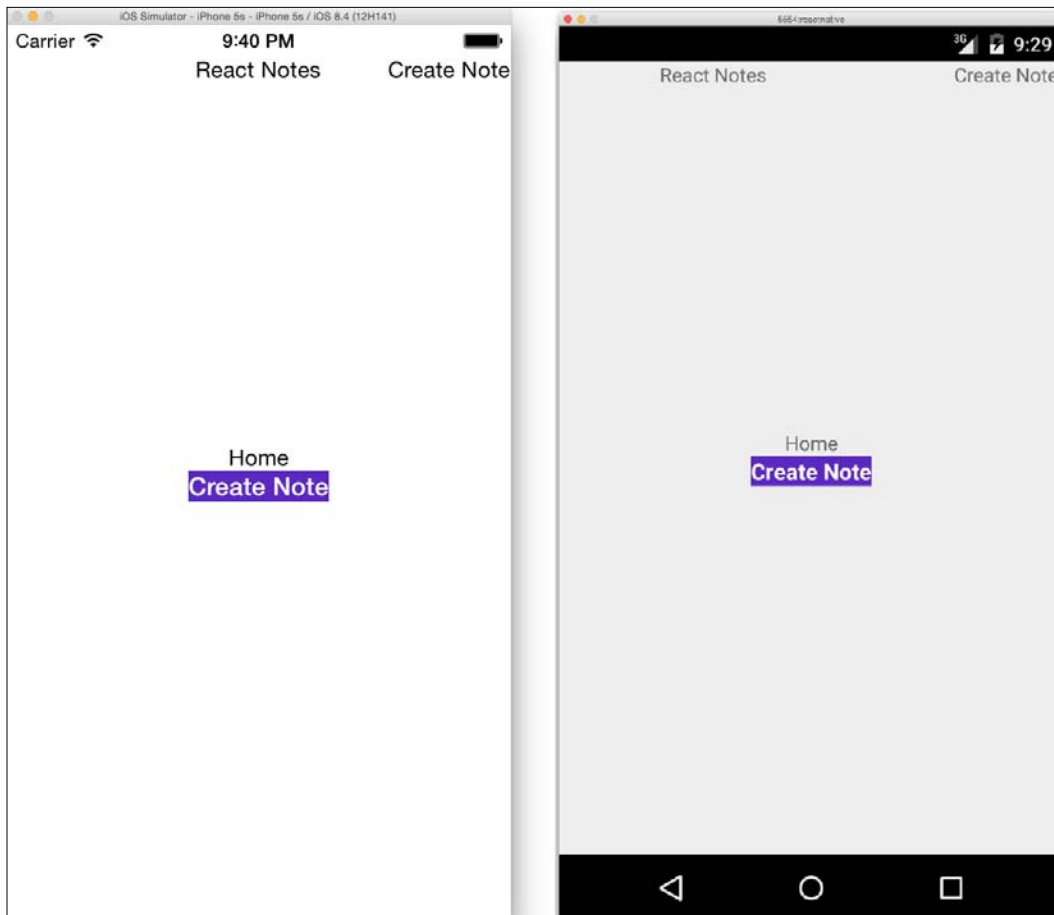 iOS Simulator - iPhone 5s - iPhone 5s / iOS 8.4 (12H141)
Carrier 9:40 PM
React Notes Create Note
Home
Create Note
3G 9:29
React Notes Create Note
Home
Create Note